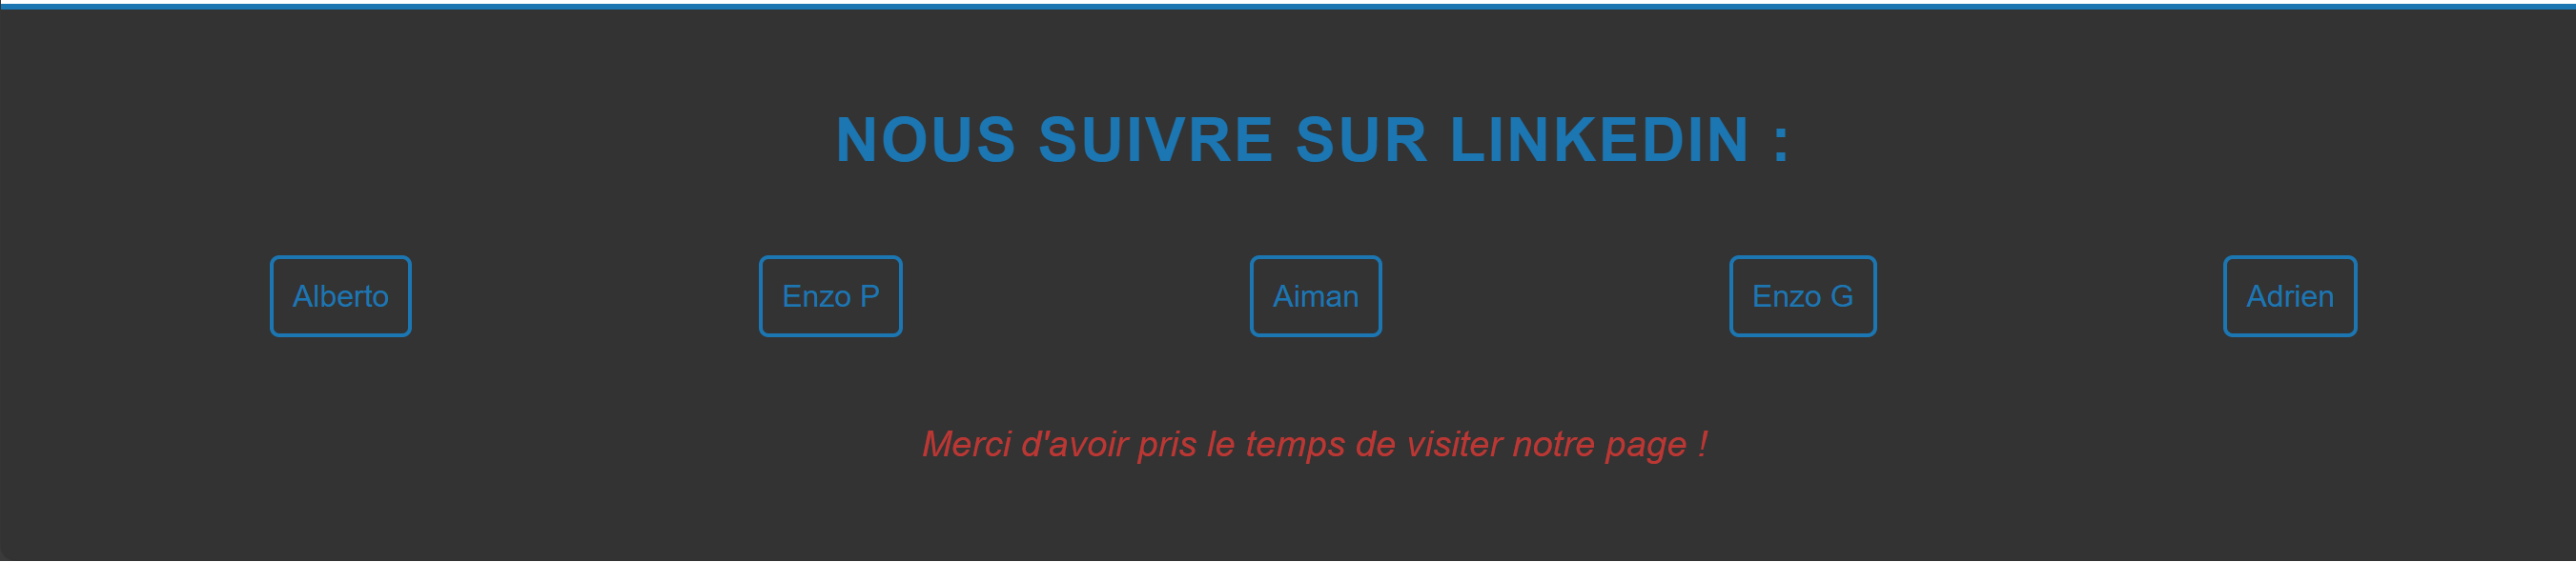 NOUS SUIVRE SUR LINKEDIN :
Alberto Enzo P Aiman Enzo G Adrien
Merci d'avoir pris le temps de visiter notre page !